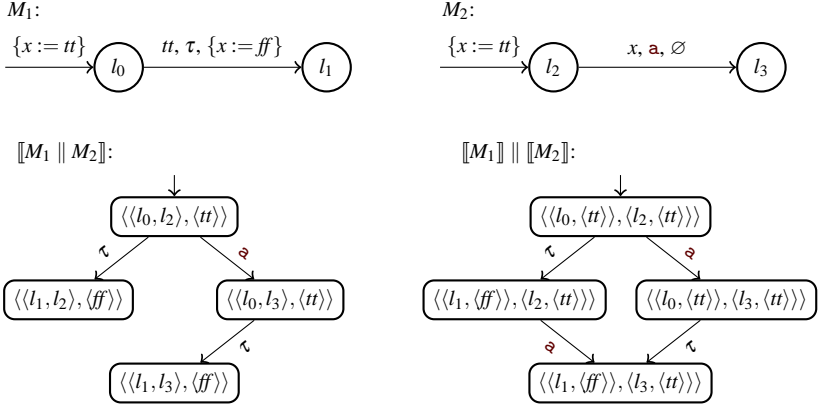 M₁:
M₂:
{x := tt}
l₀
tt, τ, {x := ff}
l₁
{x := tt}
l₂
x, a, ∅
l₃
⟦M₁ ∥ M₂⟧:
⟦M₁⟧ ∥ ⟦M₂⟧:
⟨⟨l₀, l₂⟩, ⟨tt⟩⟩
τ
a
⟨⟨l₁, l₂⟩, ⟨ff⟩⟩
⟨⟨l₀, l₃⟩, ⟨tt⟩⟩
τ
⟨⟨l₁, l₃⟩, ⟨ff⟩⟩
⟨⟨l₀, ⟨tt⟩⟩, ⟨l₂, ⟨tt⟩⟩⟩
τ
a
⟨⟨l₁, ⟨ff⟩⟩, ⟨l₂, ⟨tt⟩⟩⟩
⟨⟨l₀, ⟨tt⟩⟩, ⟨l₃, ⟨tt⟩⟩⟩
a
τ
⟨⟨l₁, ⟨ff⟩⟩, ⟨l₃, ⟨tt⟩⟩⟩